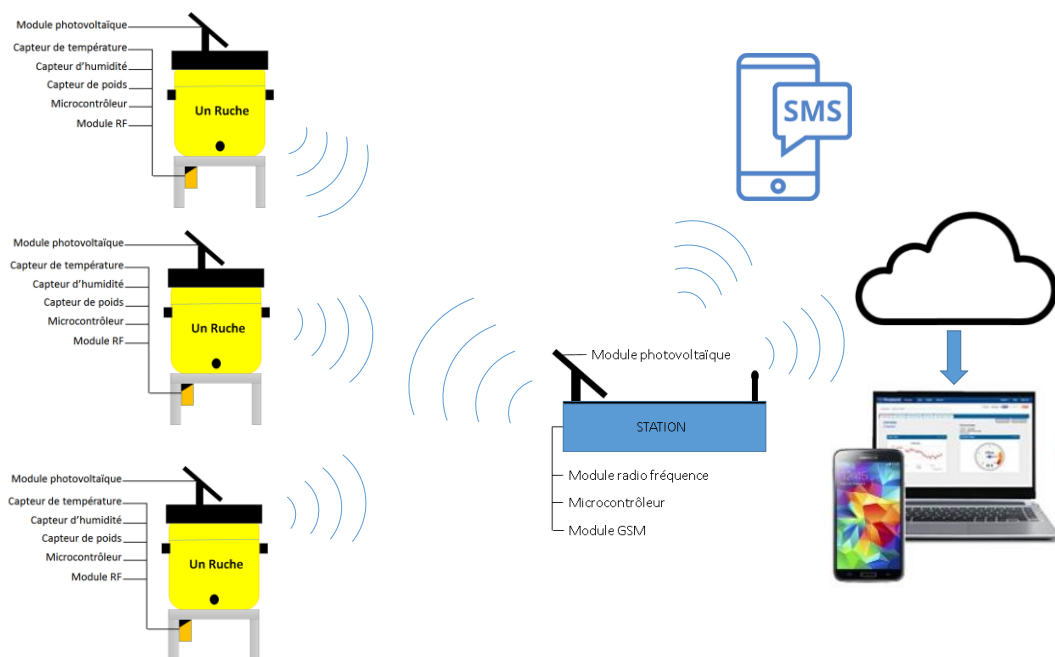 Module photovoltaïque
Capteur de température
Capteur d'humidité
Capteur de poids
Microcontrôleur
Module RF
Un Ruche
SMS
Module photovoltaïque
Capteur de température
Capteur d'humidité
Capteur de poids
Microcontrôleur
Module RF
Un Ruche
Module photovoltaïque
STATION
Module radio fréquence
Microcontrôleur
Module GSM
Module photovoltaïque
Capteur de température
Capteur d'humidité
Capteur de poids
Microcontrôleur
Module RF
Un Ruche